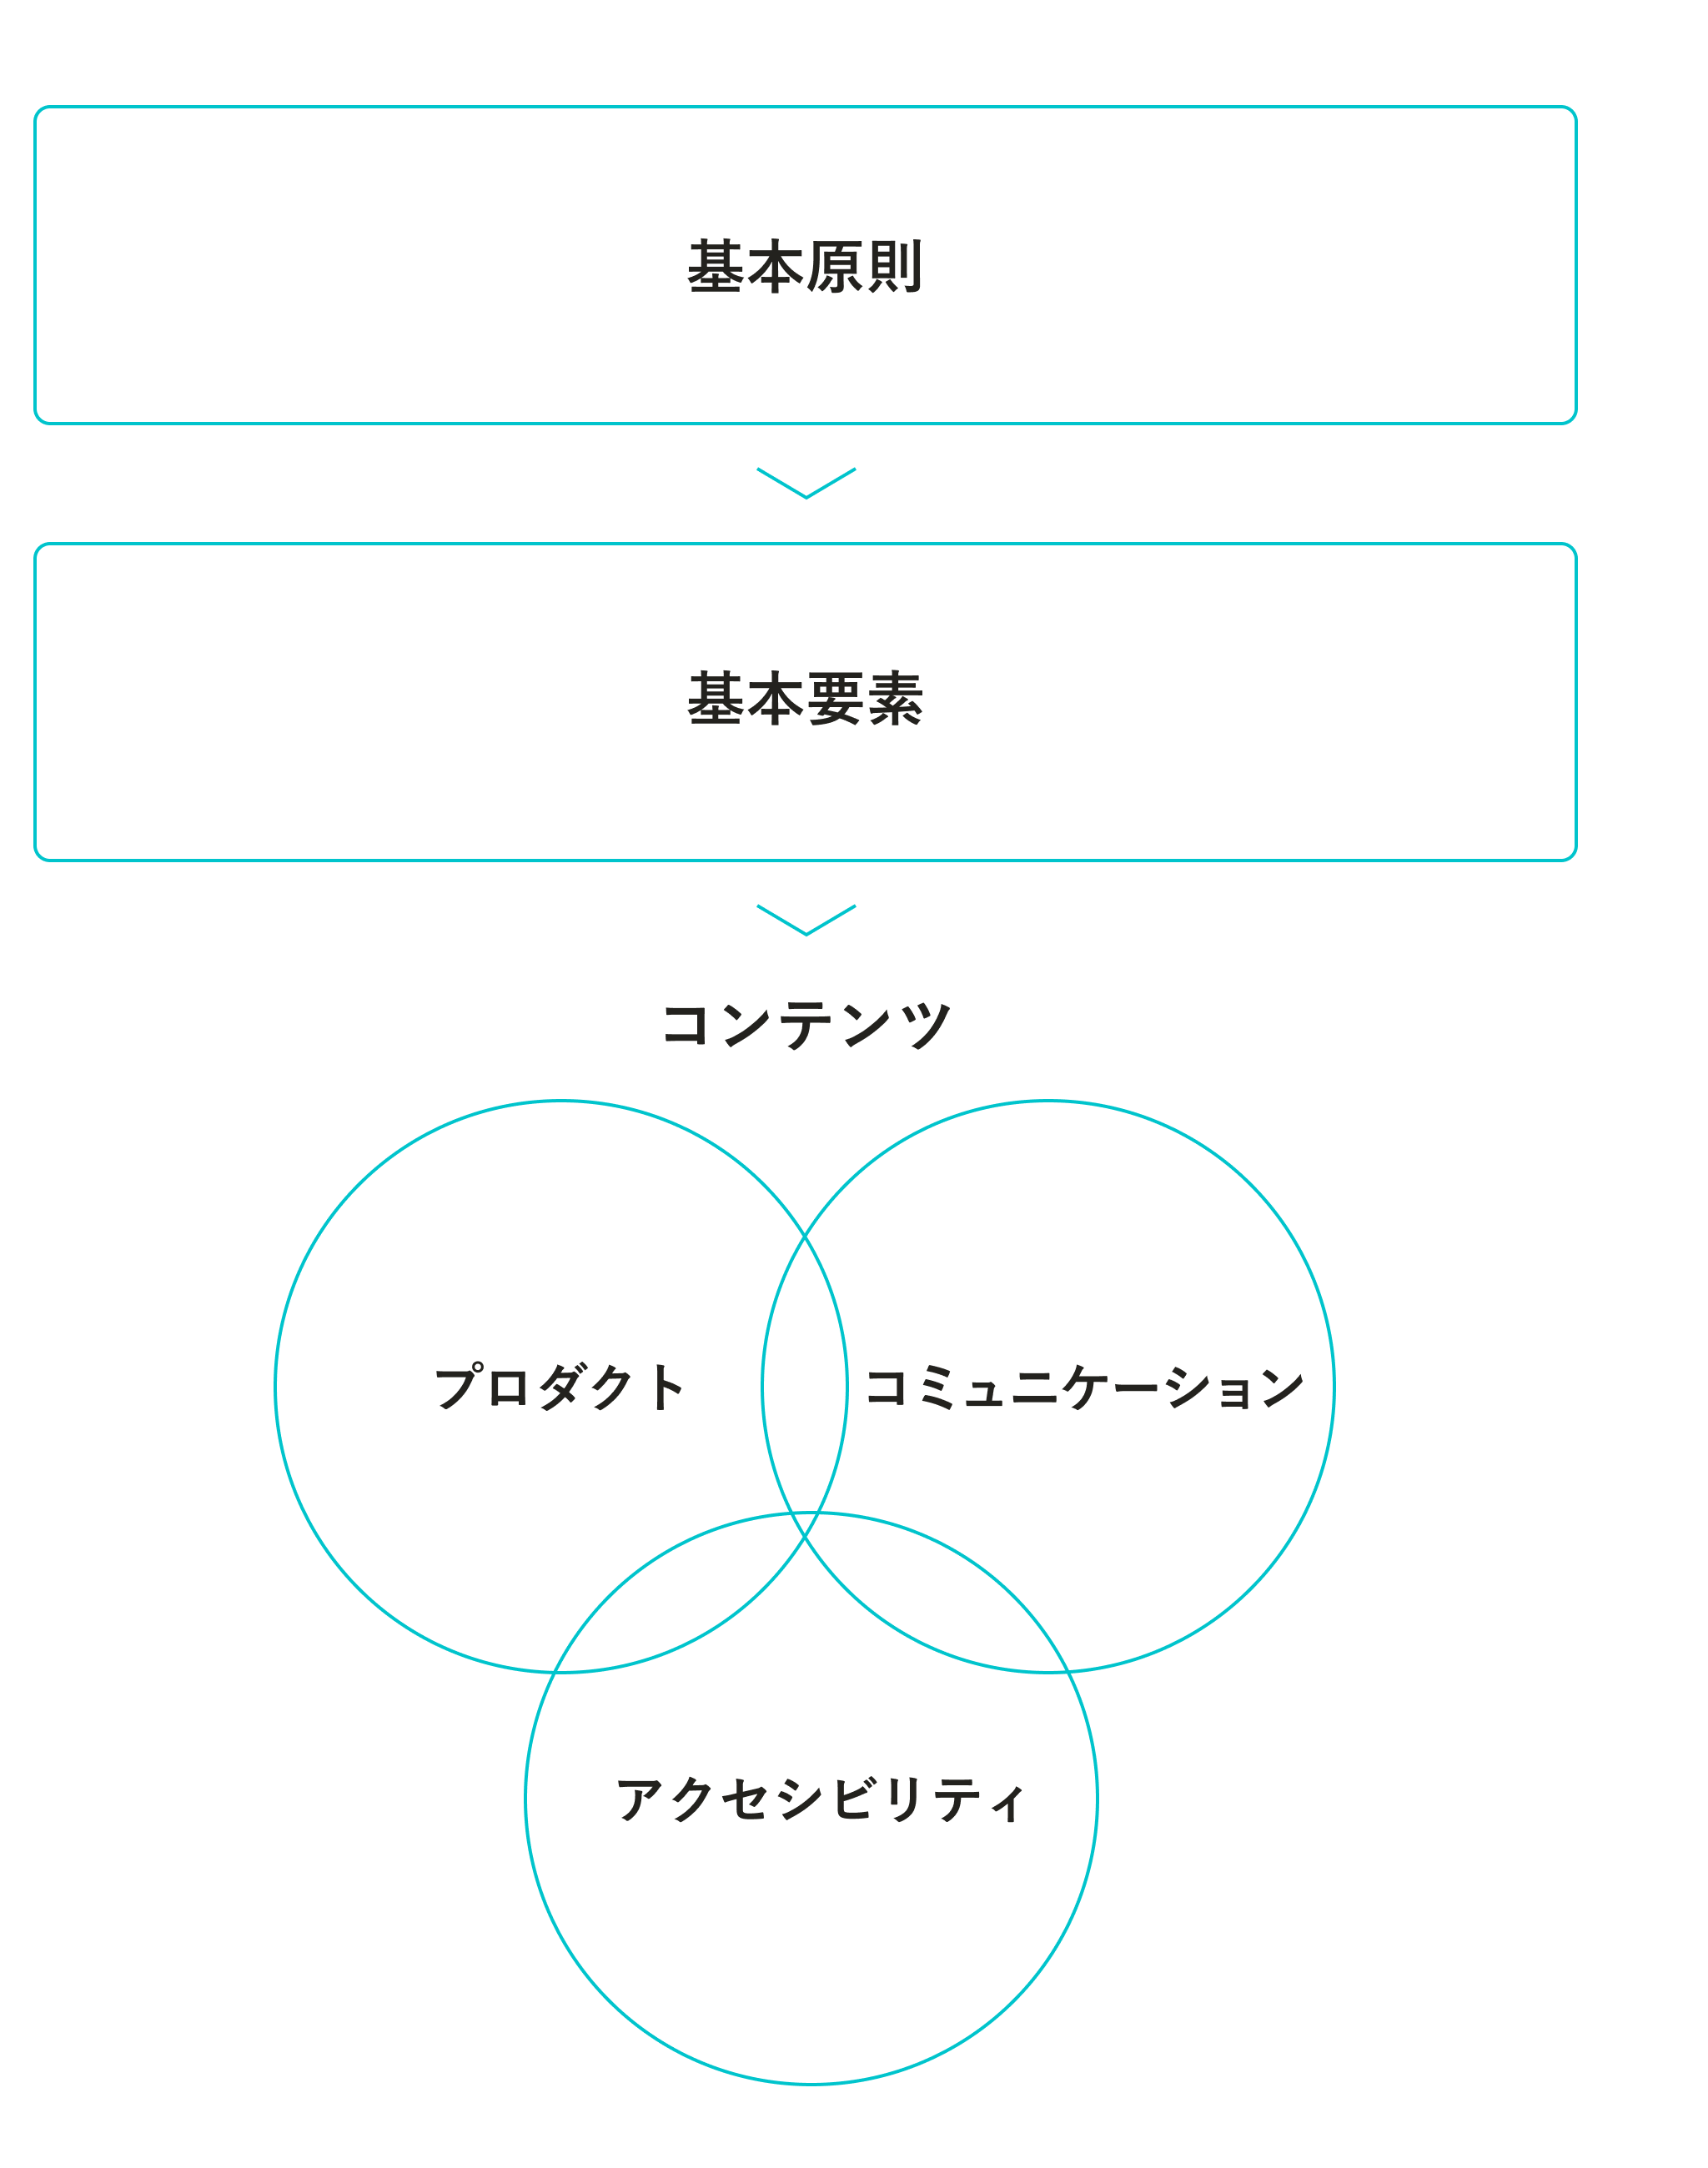 基本原則
基本要素
コンテンツ
プロダクト
コミュニケーション
アクセシビリティ